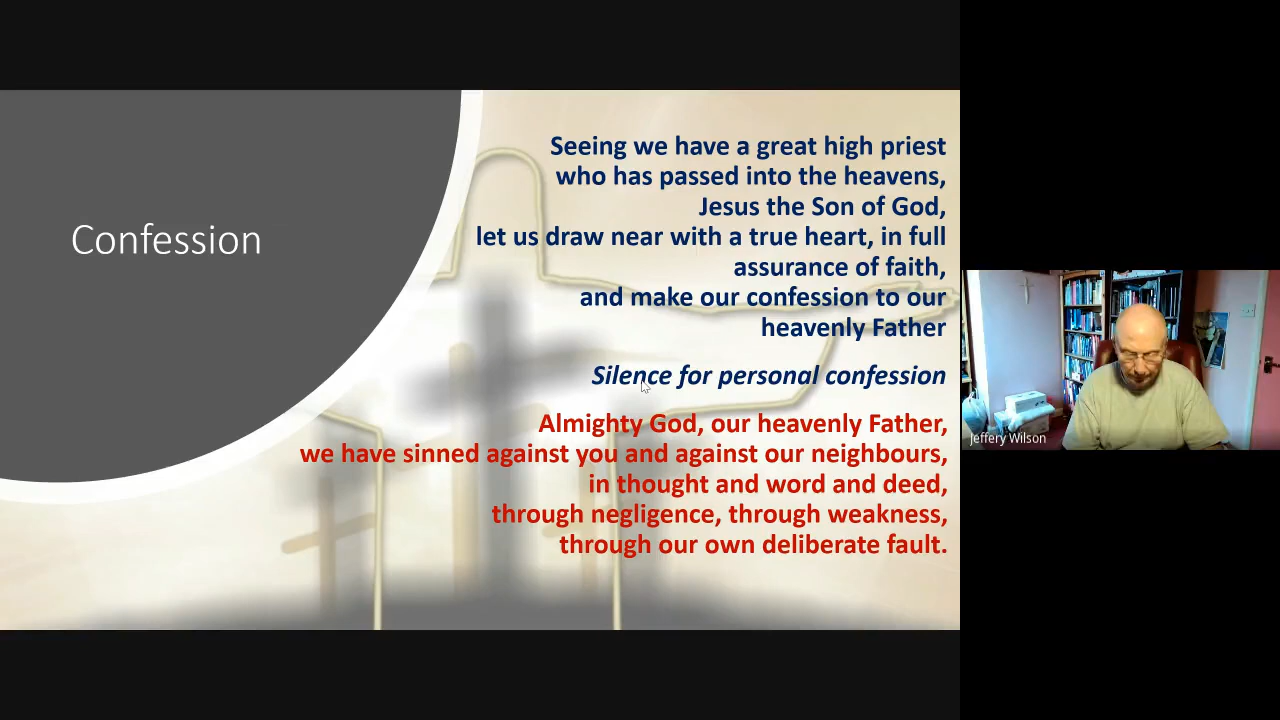 Confession
Seeing we have a great high priest
who has passed into the heavens,
Jesus the Son of God,
let us draw near with a true heart, in full
assurance of faith,
and make our confession to our
heavenly Father
Silence for personal confession
Almighty God, our heavenly Father,
we have sinned against you and against our neighbours,
in thought and word and deed,
through negligence, through weakness,
through our own deliberate fault.
Jeffery Wilson